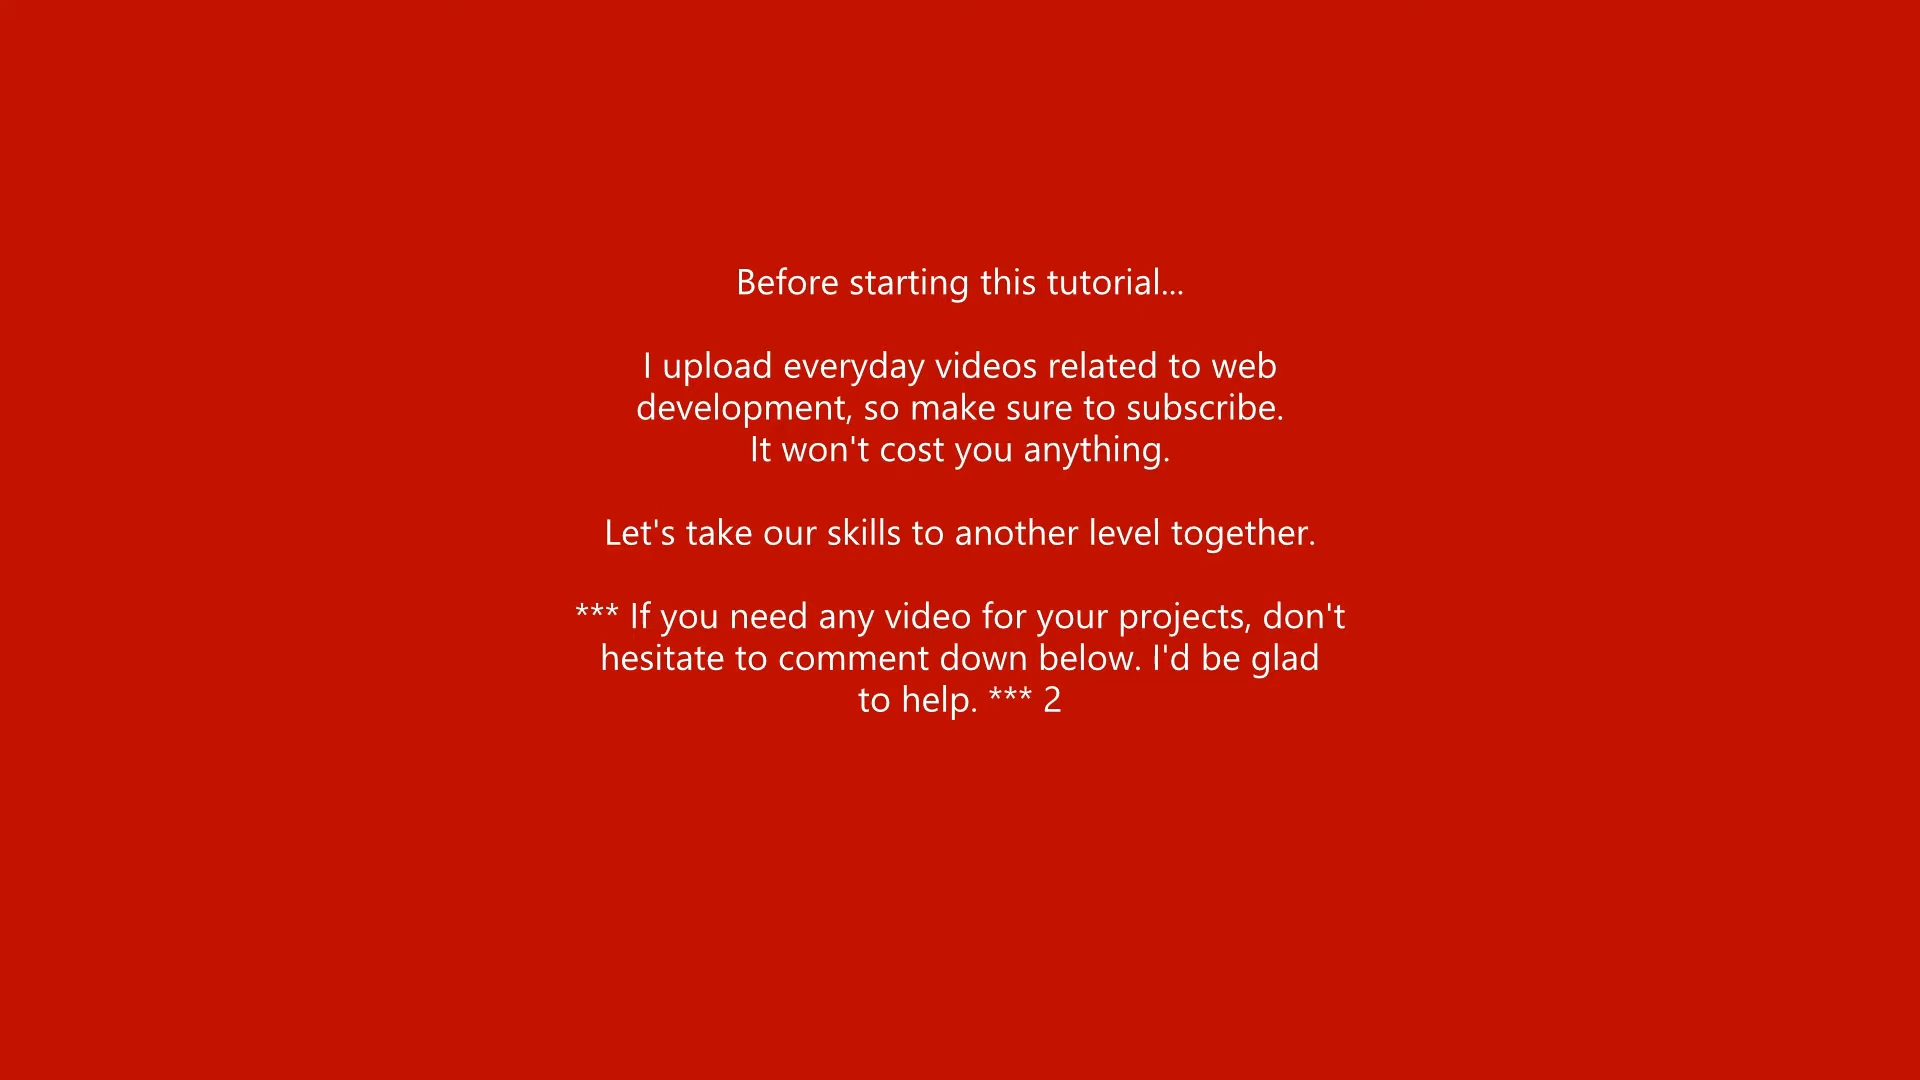 Before starting this tutorial...
I upload everyday videos related to web
development, so make sure to subscribe.
It won't cost you anything.
Let's take our skills to another level together.
*** If you need any video for your projects, don't
hesitate to comment down below. I'd be glad
to help. *** 2